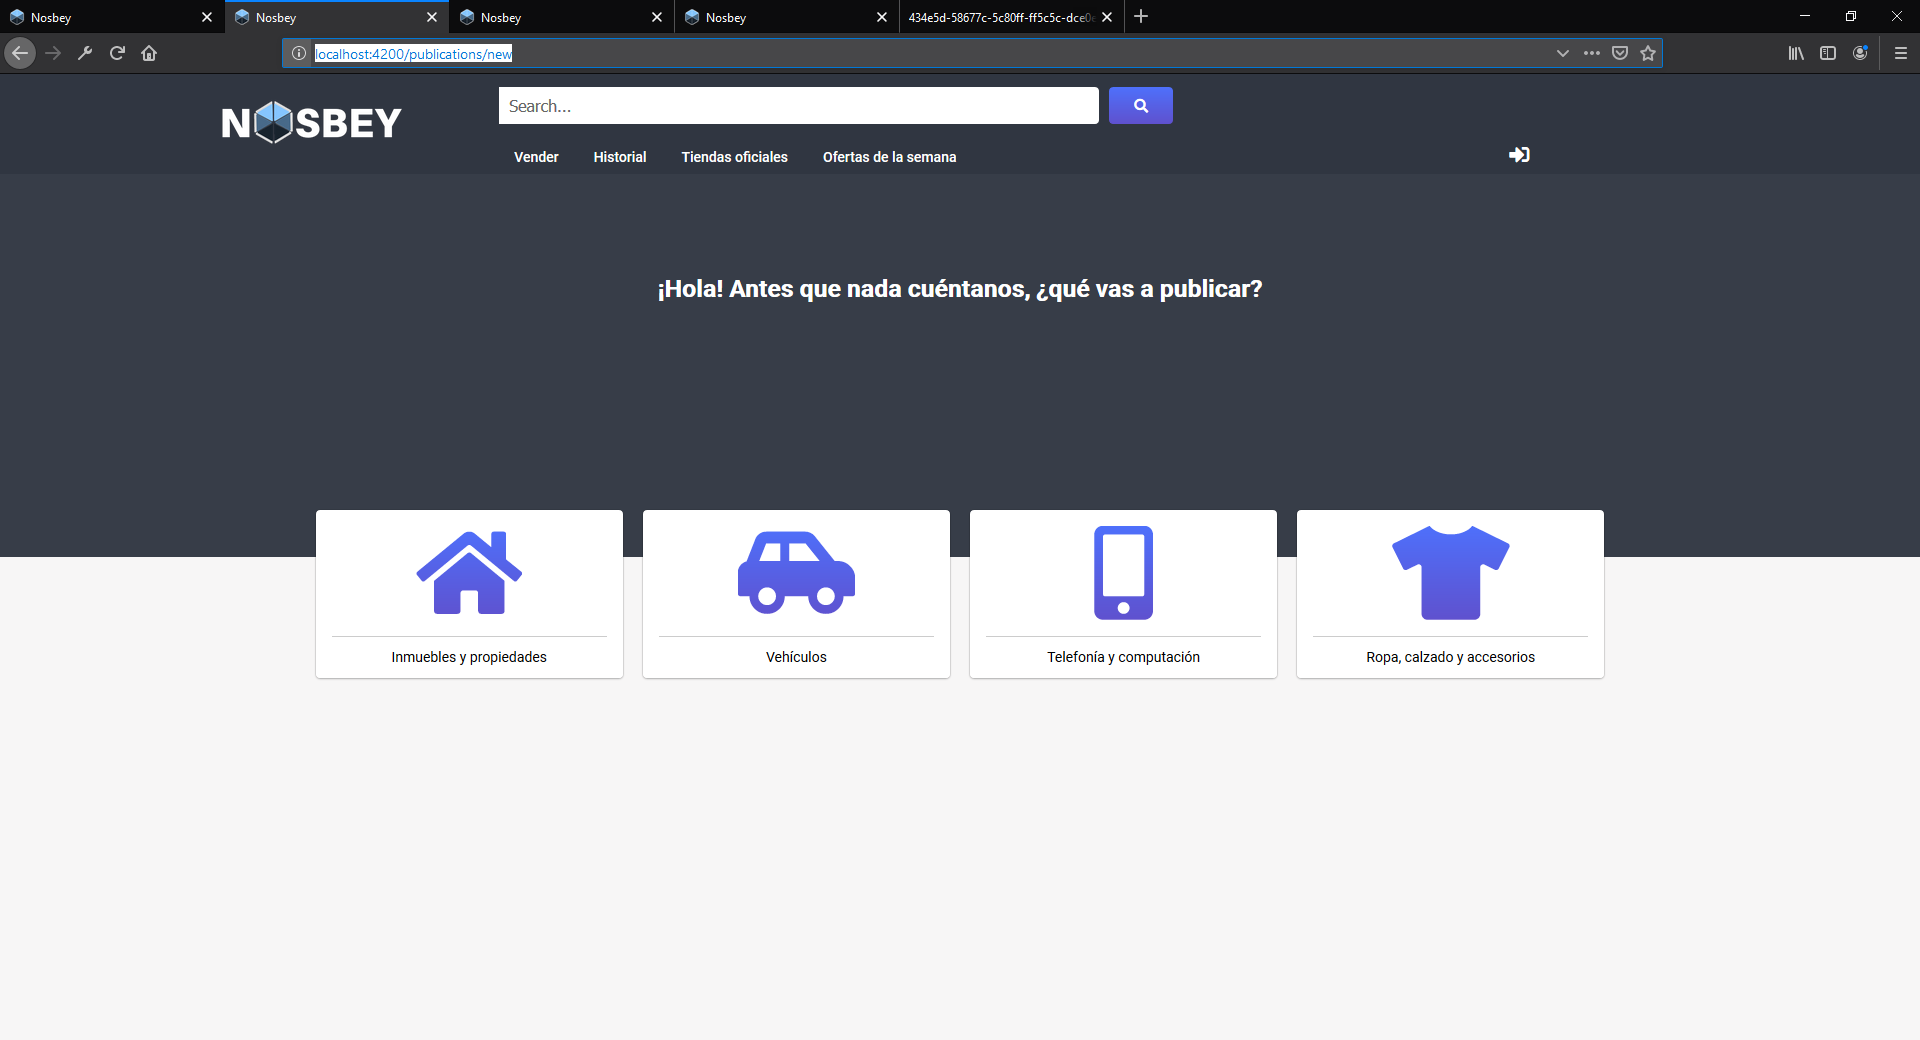 Nosbey
Nosbey
Nosbey
Nosbey
434e5d-58677c-5c80ff-ff5c5c-dce0
localhost:4200/publications/new
NOSBEY
Search...
Vender
Historial
Tiendas oficiales
Ofertas de la semana
¡Hola! Antes que nada cuéntanos, ¿qué vas a publicar?
Inmuebles y propiedades
Vehículos
Telefonía y computación
Ropa, calzado y accesorios